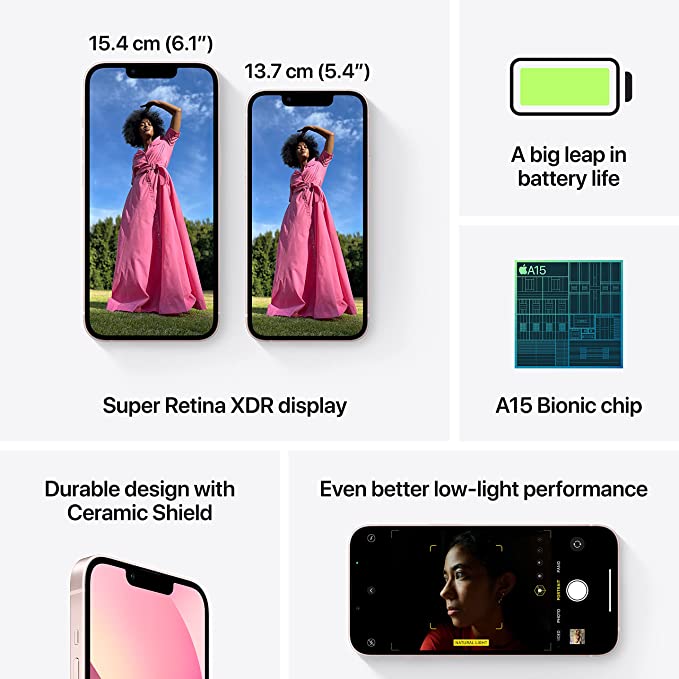 15.4 cm (6.1”)
13.7 cm (5.4”)
Super Retina XDR display
A big leap in
battery life
A15
A15 Bionic chip
Durable design with
Ceramic Shield
Even better low-light performance
NATURAL LIGHT
PHOTO
PORTRAIT
PANO